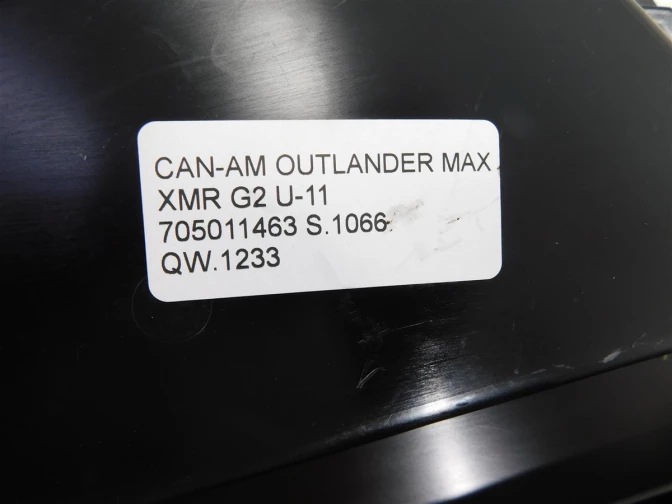 CAN-AM OUTLANDER MAX
XMR G2 U-11
705011463 S.1066
QW.1233